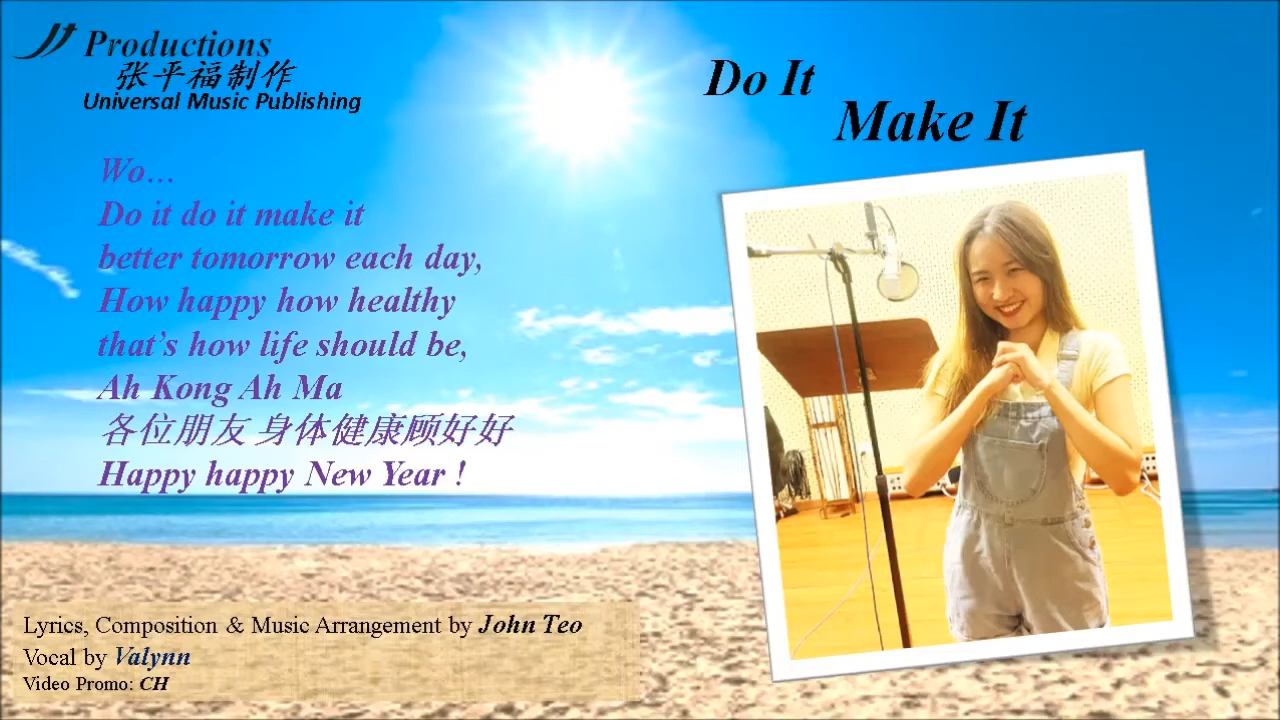 Jt Productions
张平福制作
Universal Music Publishing
Do It
Make It
Wo...
Do it do it make it
better tomorrow each day,
How happy how healthy
that's how life should be,
Ah Kong Ah Ma
各位朋友 身体健康顾好好
Happy happy New Year !
Lyrics, Composition & Music Arrangement by John Teo
Vocal by Valynn
Video Promo: CH